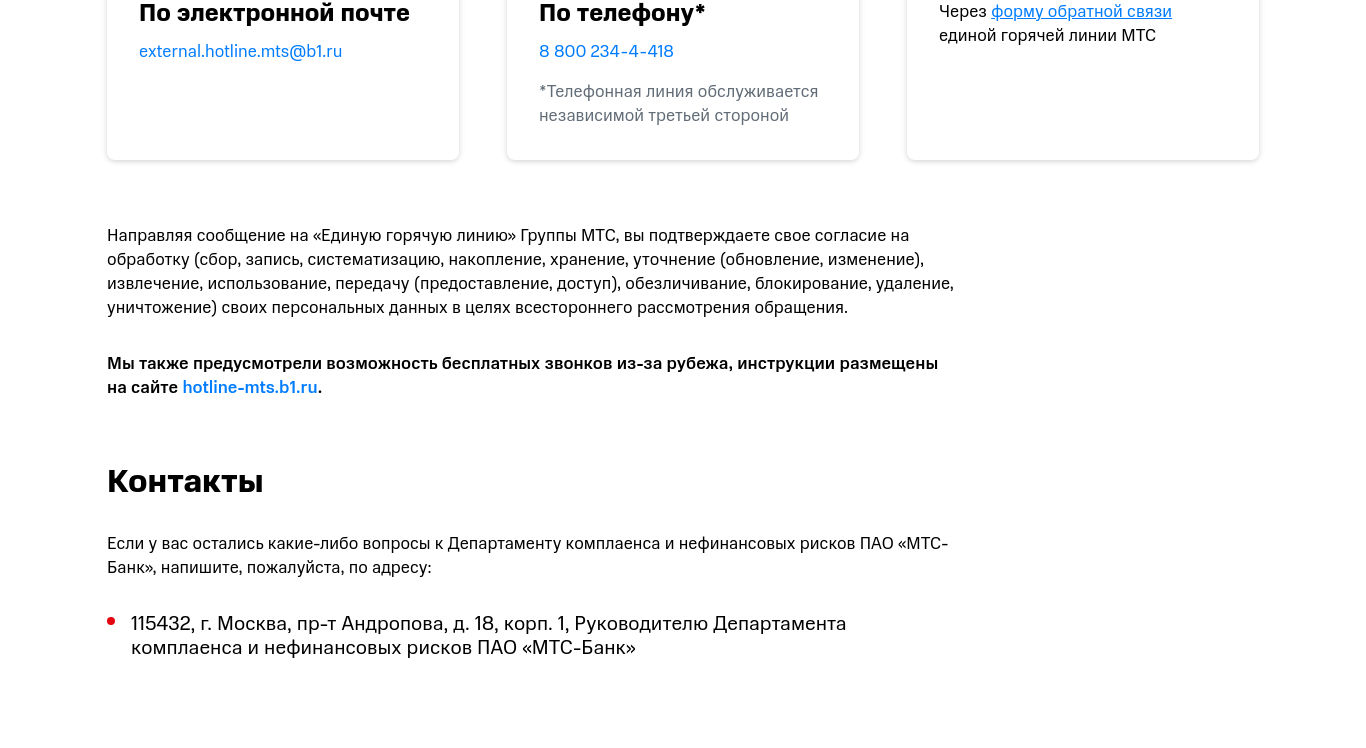 По электронной почте
external.hotline.mts@b1.ru
По телефону*
8 800 234-4-418
*Телефонная линия обслуживается
независимой третьей стороной
Через форму обратной связи
единой горячей линии МТС
Направляя сообщение на «Единую горячую линию» Группы МТС, вы подтверждаете свое согласие на
обработку (сбор, запись, систематизацию, накопление, хранение, уточнение (обновление, изменение),
извлечение, использование, передачу (предоставление, доступ), обезличивание, блокирование, удаление,
уничтожение) своих персональных данных в целях всестороннего рассмотрения обращения.
Мы также предусмотрели возможность бесплатных звонков из-за рубежа, инструкции размещены
на сайте hotline-mts.b1.ru.
Контакты
Если у вас остались какие-либо вопросы к Департаменту комплаенса и нефинансовых рисков ПАО «МТС-
Банк», напишите, пожалуйста, по адресу:
115432, г. Москва, пр-т Андропова, д. 18, корп. 1, Руководителю Департамента
комплаенса и нефинансовых рисков ПАО «МТС-Банк»